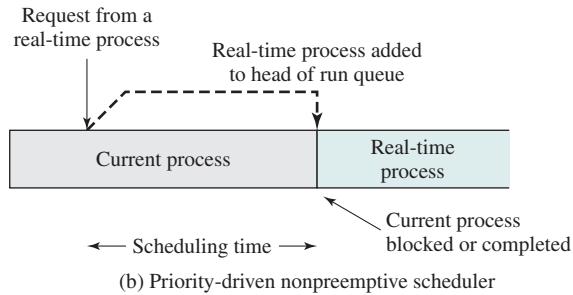 Request from a
real-time process
Real-time process added
to head of run queue
Current process
Real-time
process
Current process
blocked or completed
Scheduling time
(b) Priority-driven nonpreemptive scheduler